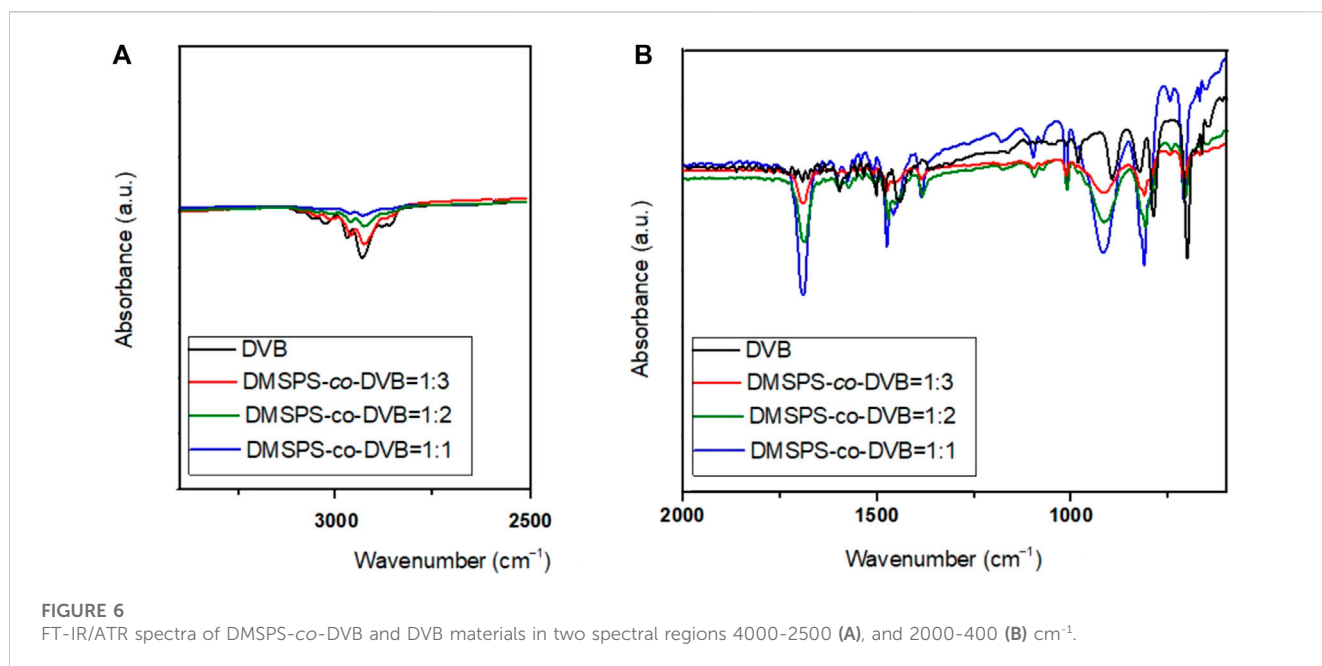 A
Absorbance (a.u.)
DVB
DMSPS-co-DVB=1:3
DMSPS-co-DVB=1:2
DMSPS-co-DVB=1:1
3000
2500
Wavenumber (cm⁻¹)
B
Absorbance (a.u.)
DVB
DMSPS-co-DVB=1:3
DMSPS-co-DVB=1:2
DMSPS-co-DVB=1:1
2000
1500
1000
Wavenumber (cm⁻¹)
FIGURE 6
FT-IR/ATR spectra of DMSPS-co-DVB and DVB materials in two spectral regions 4000-2500 (A), and 2000-400 (B) cm⁻¹.